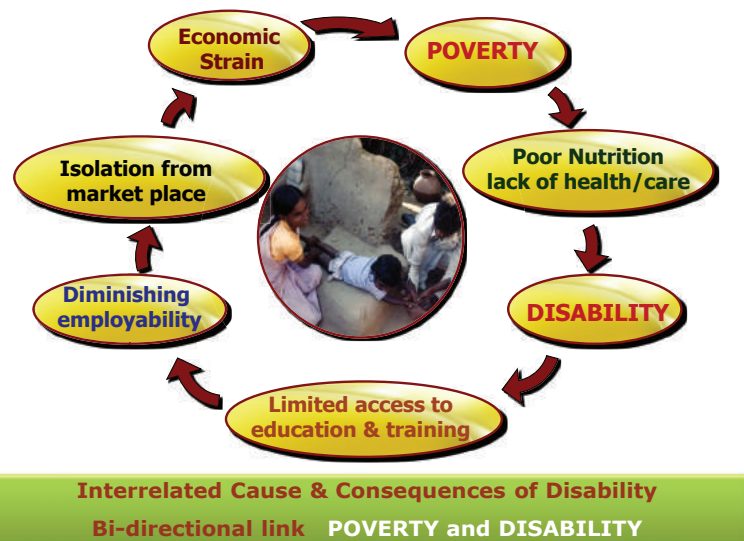 Economic
Strain
POVERTY
Poor Nutrition
lack of health/care
DISABILITY
Limited access to
education & training
Diminishing
employability
Isolation from
market place
Interrelated Cause & Consequences of Disability
Bi-directional link POVERTY and DISABILITY